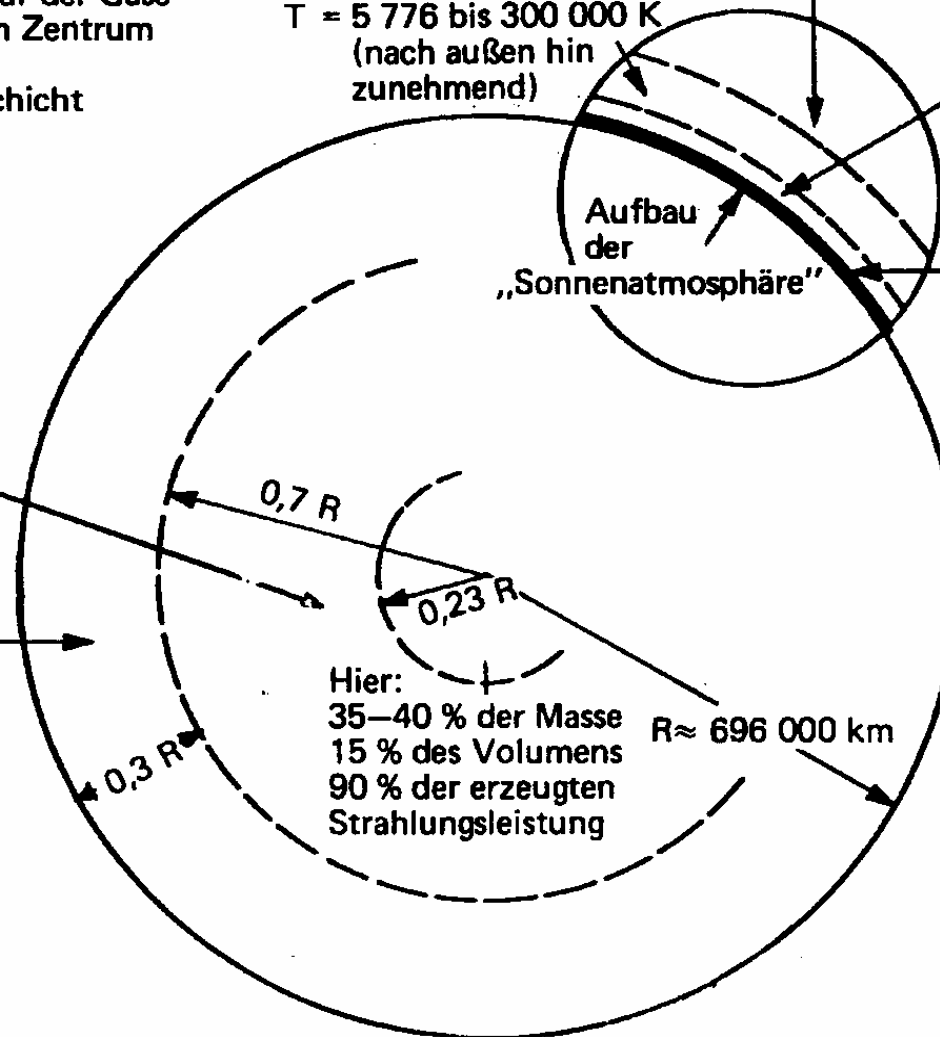 Zentrum
T = 5 776 bis 300 000 K
(nach außen hin
zunehmend)
Aufbau
der
„Sonnenatmosphäre"
0,7 R
0,23 R
Hier:
35—40 % der Masse
15 % des Volumens
90 % der erzeugten
Strahlungsleistung
R≈ 696 000 km
0,3 R